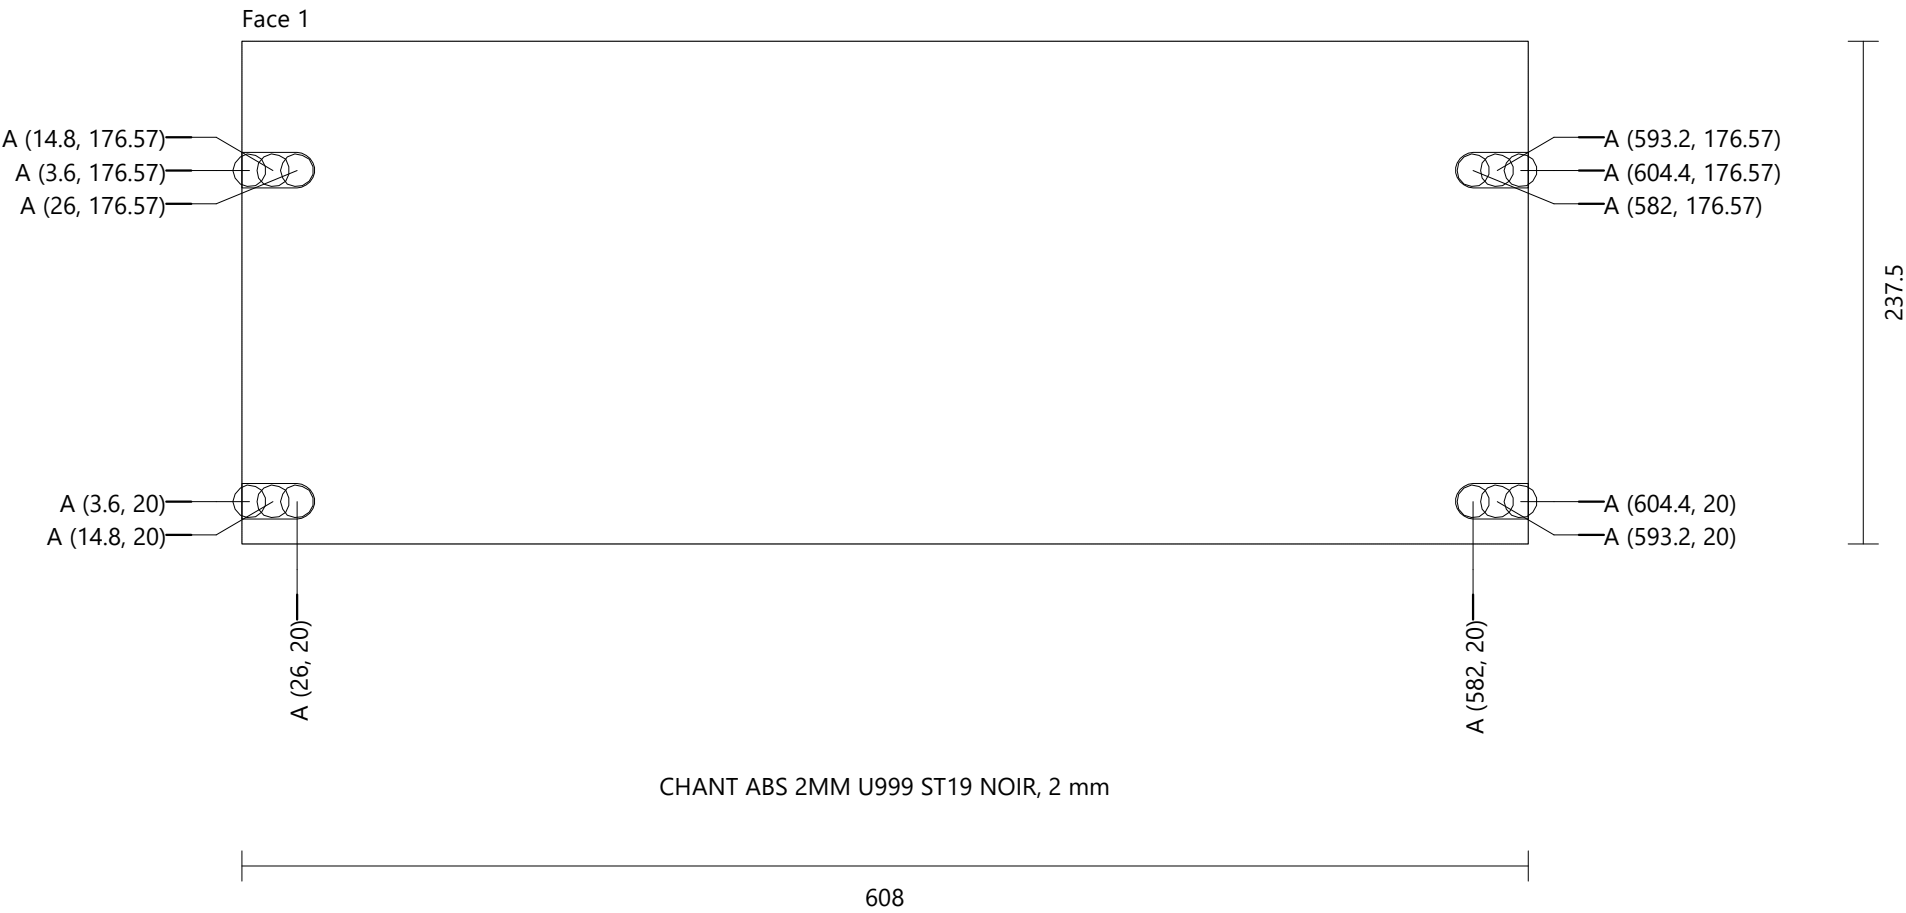 Face 1
A (14.8, 176.57)
A (3.6, 176.57)
A (26, 176.57)
A (593.2, 176.57)
A (604.4, 176.57)
A (582, 176.57)
237.5
A (3.6, 20)
A (14.8, 20)
A (604.4, 20)
A (593.2, 20)
A (26, 20)
A (582, 20)
CHANT ABS 2MM U999 ST19 NOIR, 2 mm
608